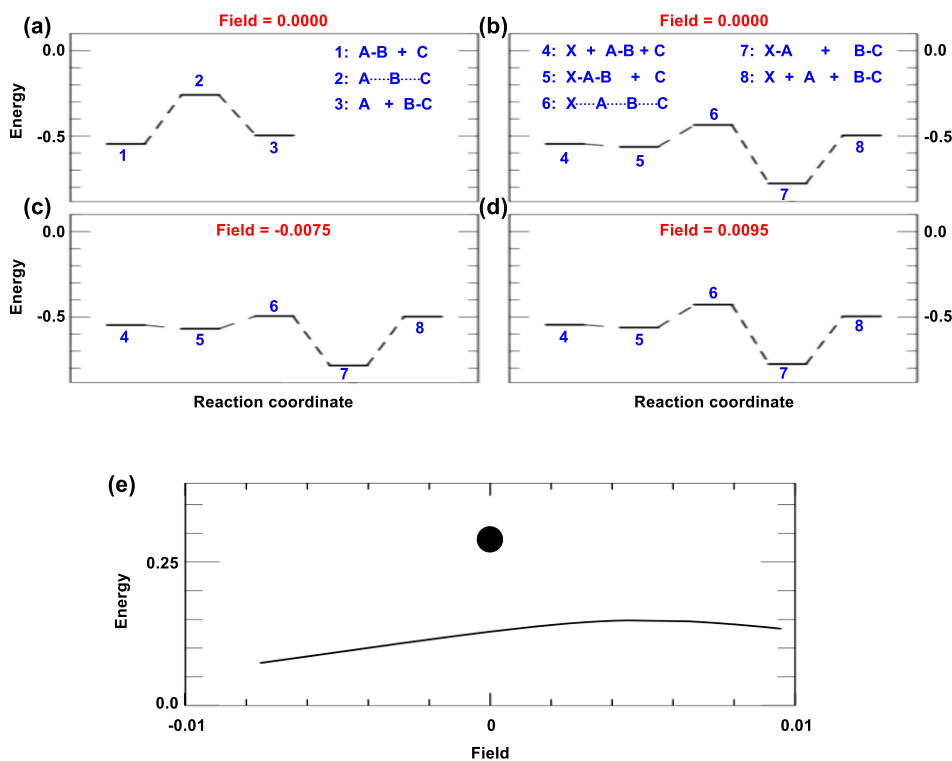 (a)
Field = 0.0000
0.0
-0.5
Energy
1: A-B + C
2: A·····B·····C
3: A + B-C
1
2
3
(b)
Field = 0.0000
0.0
-0.5
4: X + A-B + C
5: X-A-B + C
6: X·····A·····B·····C
7: X-A + B-C
8: X + A + B-C
4
5
6
7
8
(c)
Field = -0.0075
0.0
-0.5
Energy
4
5
6
7
8
Reaction coordinate
(d)
Field = 0.0095
0.0
-0.5
4
5
6
7
8
Reaction coordinate
(e)
0.25
0.0
Energy
-0.01
0
0.01
Field